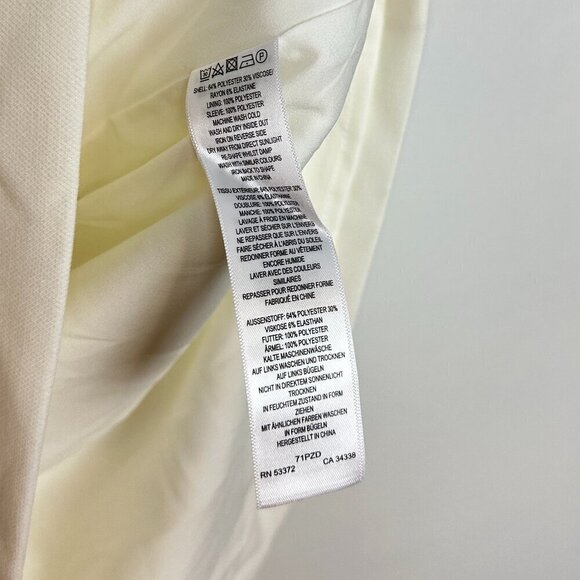 SHELL: 64% POLYESTER 30% VISCOSE/
RAYON 6% ELASTANE
LINING: 100% POLYESTER
SLEEVE: 100% POLYESTER
MACHINE WASH COLD
WASH AND DRY INSIDE OUT
IRON ON REVERSE SIDE
DRY AWAY FROM DIRECT SUNLIGHT
RE-SHAPE WHILST DAMP
WASH WITH SIMILAR COLOURS
IRON BACK TO SHAPE
MADE IN CHINA
TISSU EXTERIEUR: 64% POLYESTER 30%
VISCOSE 6% ELASTHANNE
DOUBLURE: 100% POLYESTER
MANCHE: 100% POLYESTER
LAVAGE À FROID EN MACHINE
LAVER ET SÉCHER SUR L'ENVERS
NE REPASSER QUE SUR L'ENVERS
FAIRE SÉCHER À L'ABRIS DU SOLEIL
REDONNER FORME AU VÊTEMENT
ENCORE HUMIDE
LAVER AVEC DES COULEURS
SIMILAIRES
REPASSER POUR REDONNER FORME
FABRIQUÉ EN CHINE
AUSSENSTOFF: 64% POLYESTER 30%
VISKOSE 6% ELASTHAN
FUTTER: 100% POLYESTER
ÄRMEL: 100% POLYESTER
KALTE MASCHINENWÄSCHE
AUF LINKS WASCHEN UND TROCKNEN
AUF LINKS BÜGELN
NICHT IN DIREKTEM SONNENLICHT
TROCKNEN
IN FEUCHTEM ZUSTAND IN FORM
ZIEHEN
MIT ÄHNLICHEN FARBEN WASCHEN
IN FORM BÜGELN
HERGESTELLT IN CHINA
71PZD
RN 53372 CA 34338